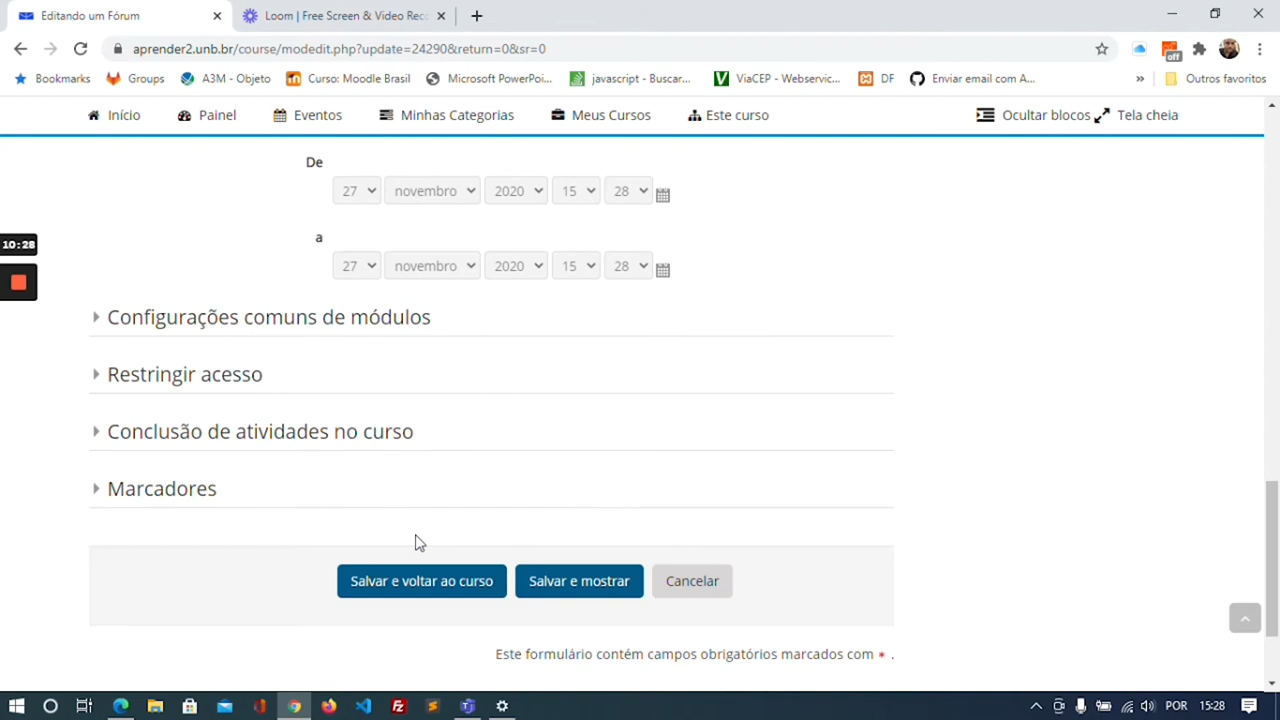 Editando um Fórum
Loom | Free Screen & Video Rec
aprender2.unb.br/course/modedit.php?update=24290&return=0&sr=0
off
Bookmarks Groups A3M - Objeto Curso: Moodle Brasil Microsoft PowerPoi... javascript - Buscar... ViaCEP - Webservic... DF Enviar email com A... » Outros favoritos
Início Painel Eventos Minhas Categorias Meus Cursos Este curso Ocultar blocos Tela cheia
De
27 novembro 2020 15 28
10:28
a
27 novembro 2020 15 28
Configurações comuns de módulos
Restringir acesso
Conclusão de atividades no curso
Marcadores
Salvar e voltar ao curso Salvar e mostrar Cancelar
Este formulário contém campos obrigatórios marcados com * .
POR 15:28